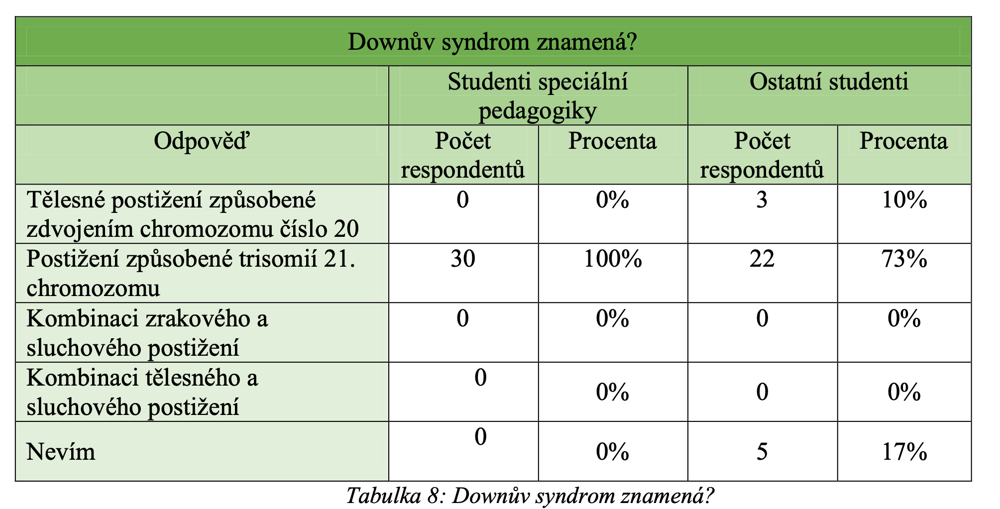 Downův syndrom znamená?
Studenti speciální
pedagogiky
Ostatní studenti
Odpověď
Počet
respondentů
Procenta
Počet
respondentů
Procenta
Tělesné postižení způsobené
zdvojením chromozomu číslo 20
0
0%
3
10%
Postižení způsobené trisomií 21.
chromozomu
30
100%
22
73%
Kombinaci zrakového a
sluchového postižení
0
0%
0
0%
Kombinaci tělesného a
sluchového postižení
0
0%
0
0%
Nevím
0
0%
5
17%
Tabulka 8: Downův syndrom znamená?